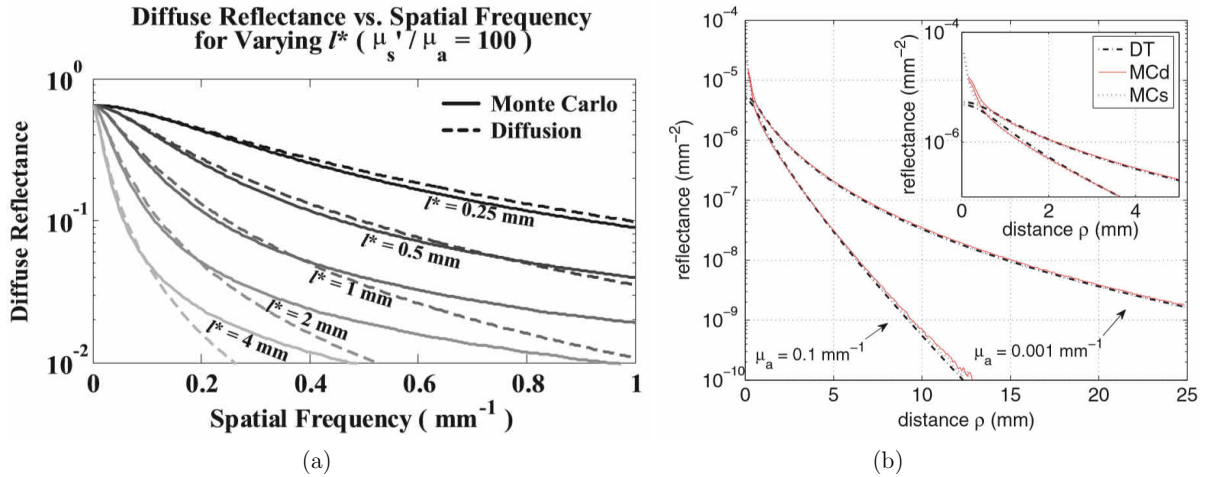 Diffuse Reflectance vs. Spatial Frequency
for Varying l* ( μs'/μa = 100 )
10^0
10^-1
10^-2
Diffuse Reflectance
Monte Carlo
Diffusion
l* = 0.25 mm
l* = 0.5 mm
l* = 1 mm
l* = 2 mm
l* = 4 mm
0 0.2 0.4 0.6 0.8 1
Spatial Frequency ( mm^-1 )
(a)
10^-4
10^-5
10^-6
10^-7
10^-8
10^-9
10^-10
reflectance (mm^-2)
10^-4
10^-6
reflectance (mm^-2)
DT
MCd
MCs
0 2 4
distance ρ (mm)
μa = 0.1 mm^-1
μa = 0.001 mm^-1
0 5 10 15 20 25
distance ρ (mm)
(b)